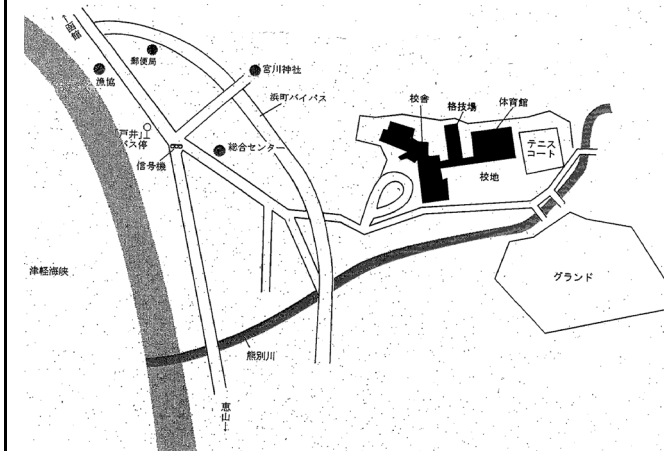 ←函館
郵便局
漁協
宮川神社
浜町バイパス
「戸井」
バス停
信号機
総合センター
校舎
格技場
体育館
テニス
コート
校地
津軽海峡
グランド
熊別川
恵山→